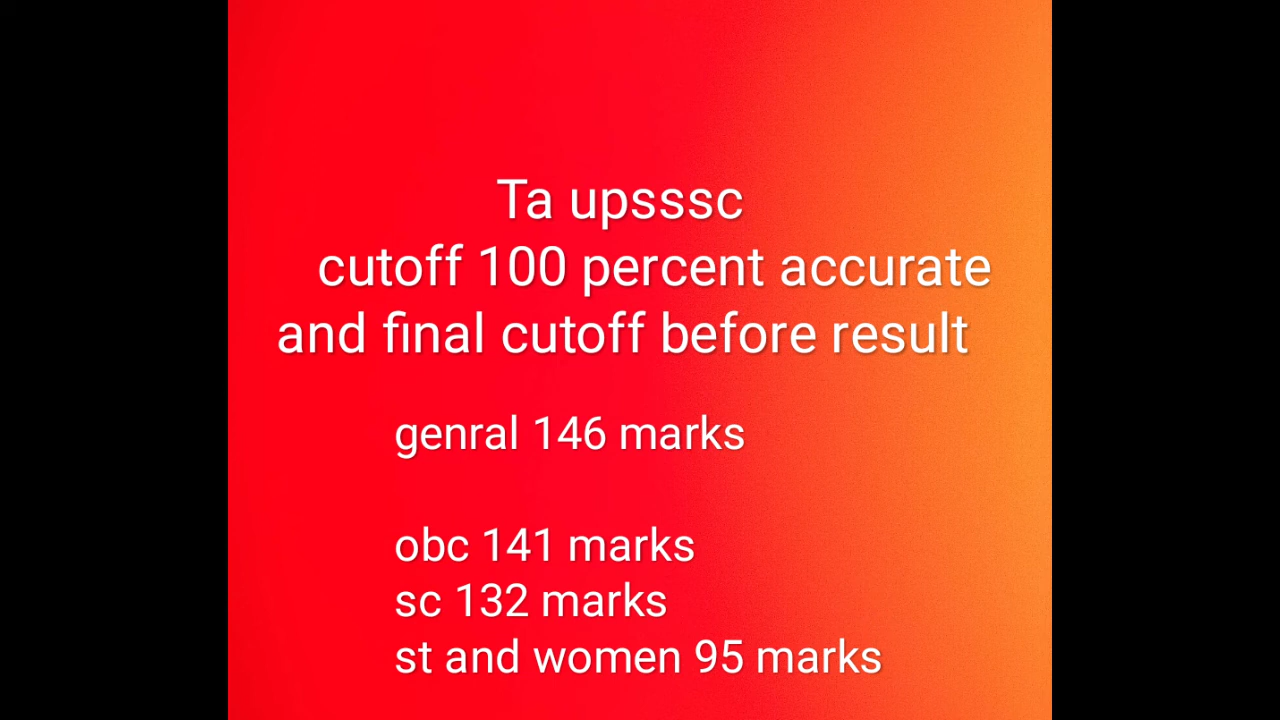 Ta upsssc
cutoff 100 percent accurate
and final cutoff before result
genral 146 marks
obc 141 marks
sc 132 marks
st and women 95 marks